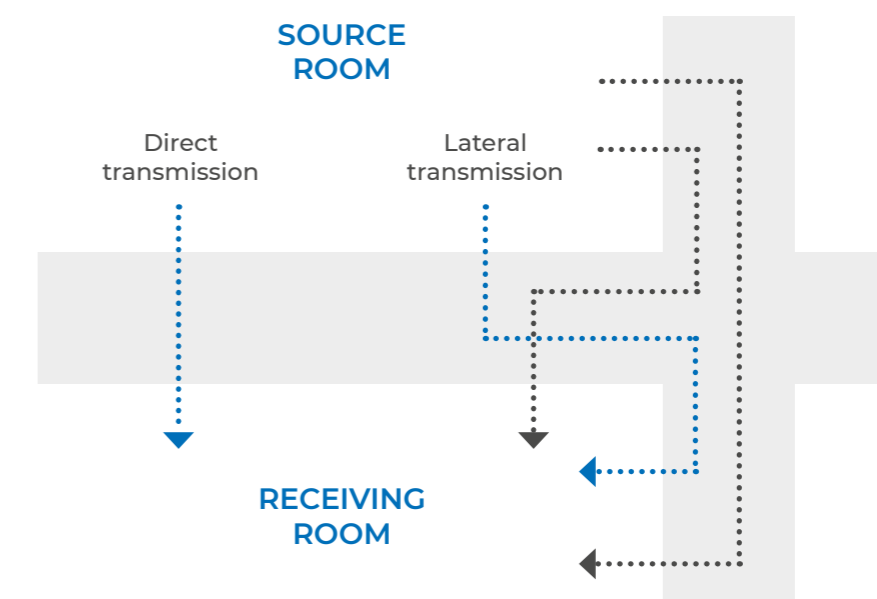 SOURCE
ROOM
Direct
transmission
Lateral
transmission
RECEIVING
ROOM